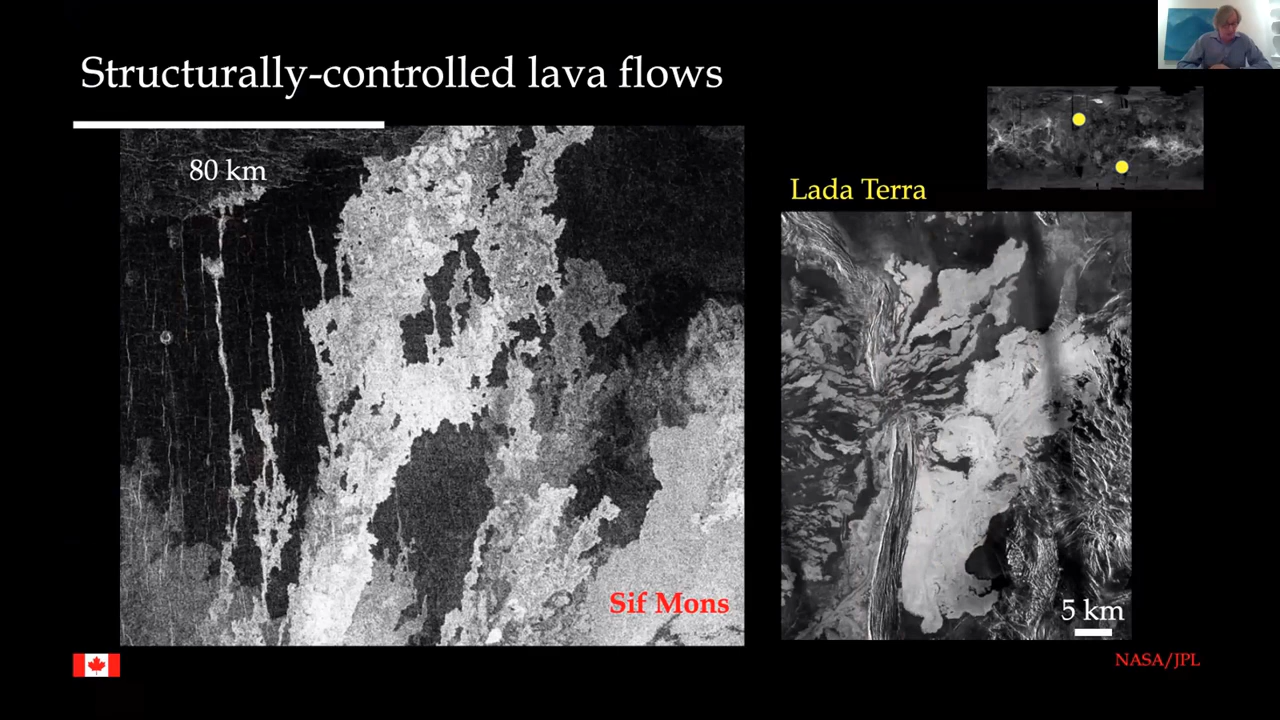 Structurally-controlled lava flows
80 km
Lada Terra
Sif Mons
5 km
NASA/JPL